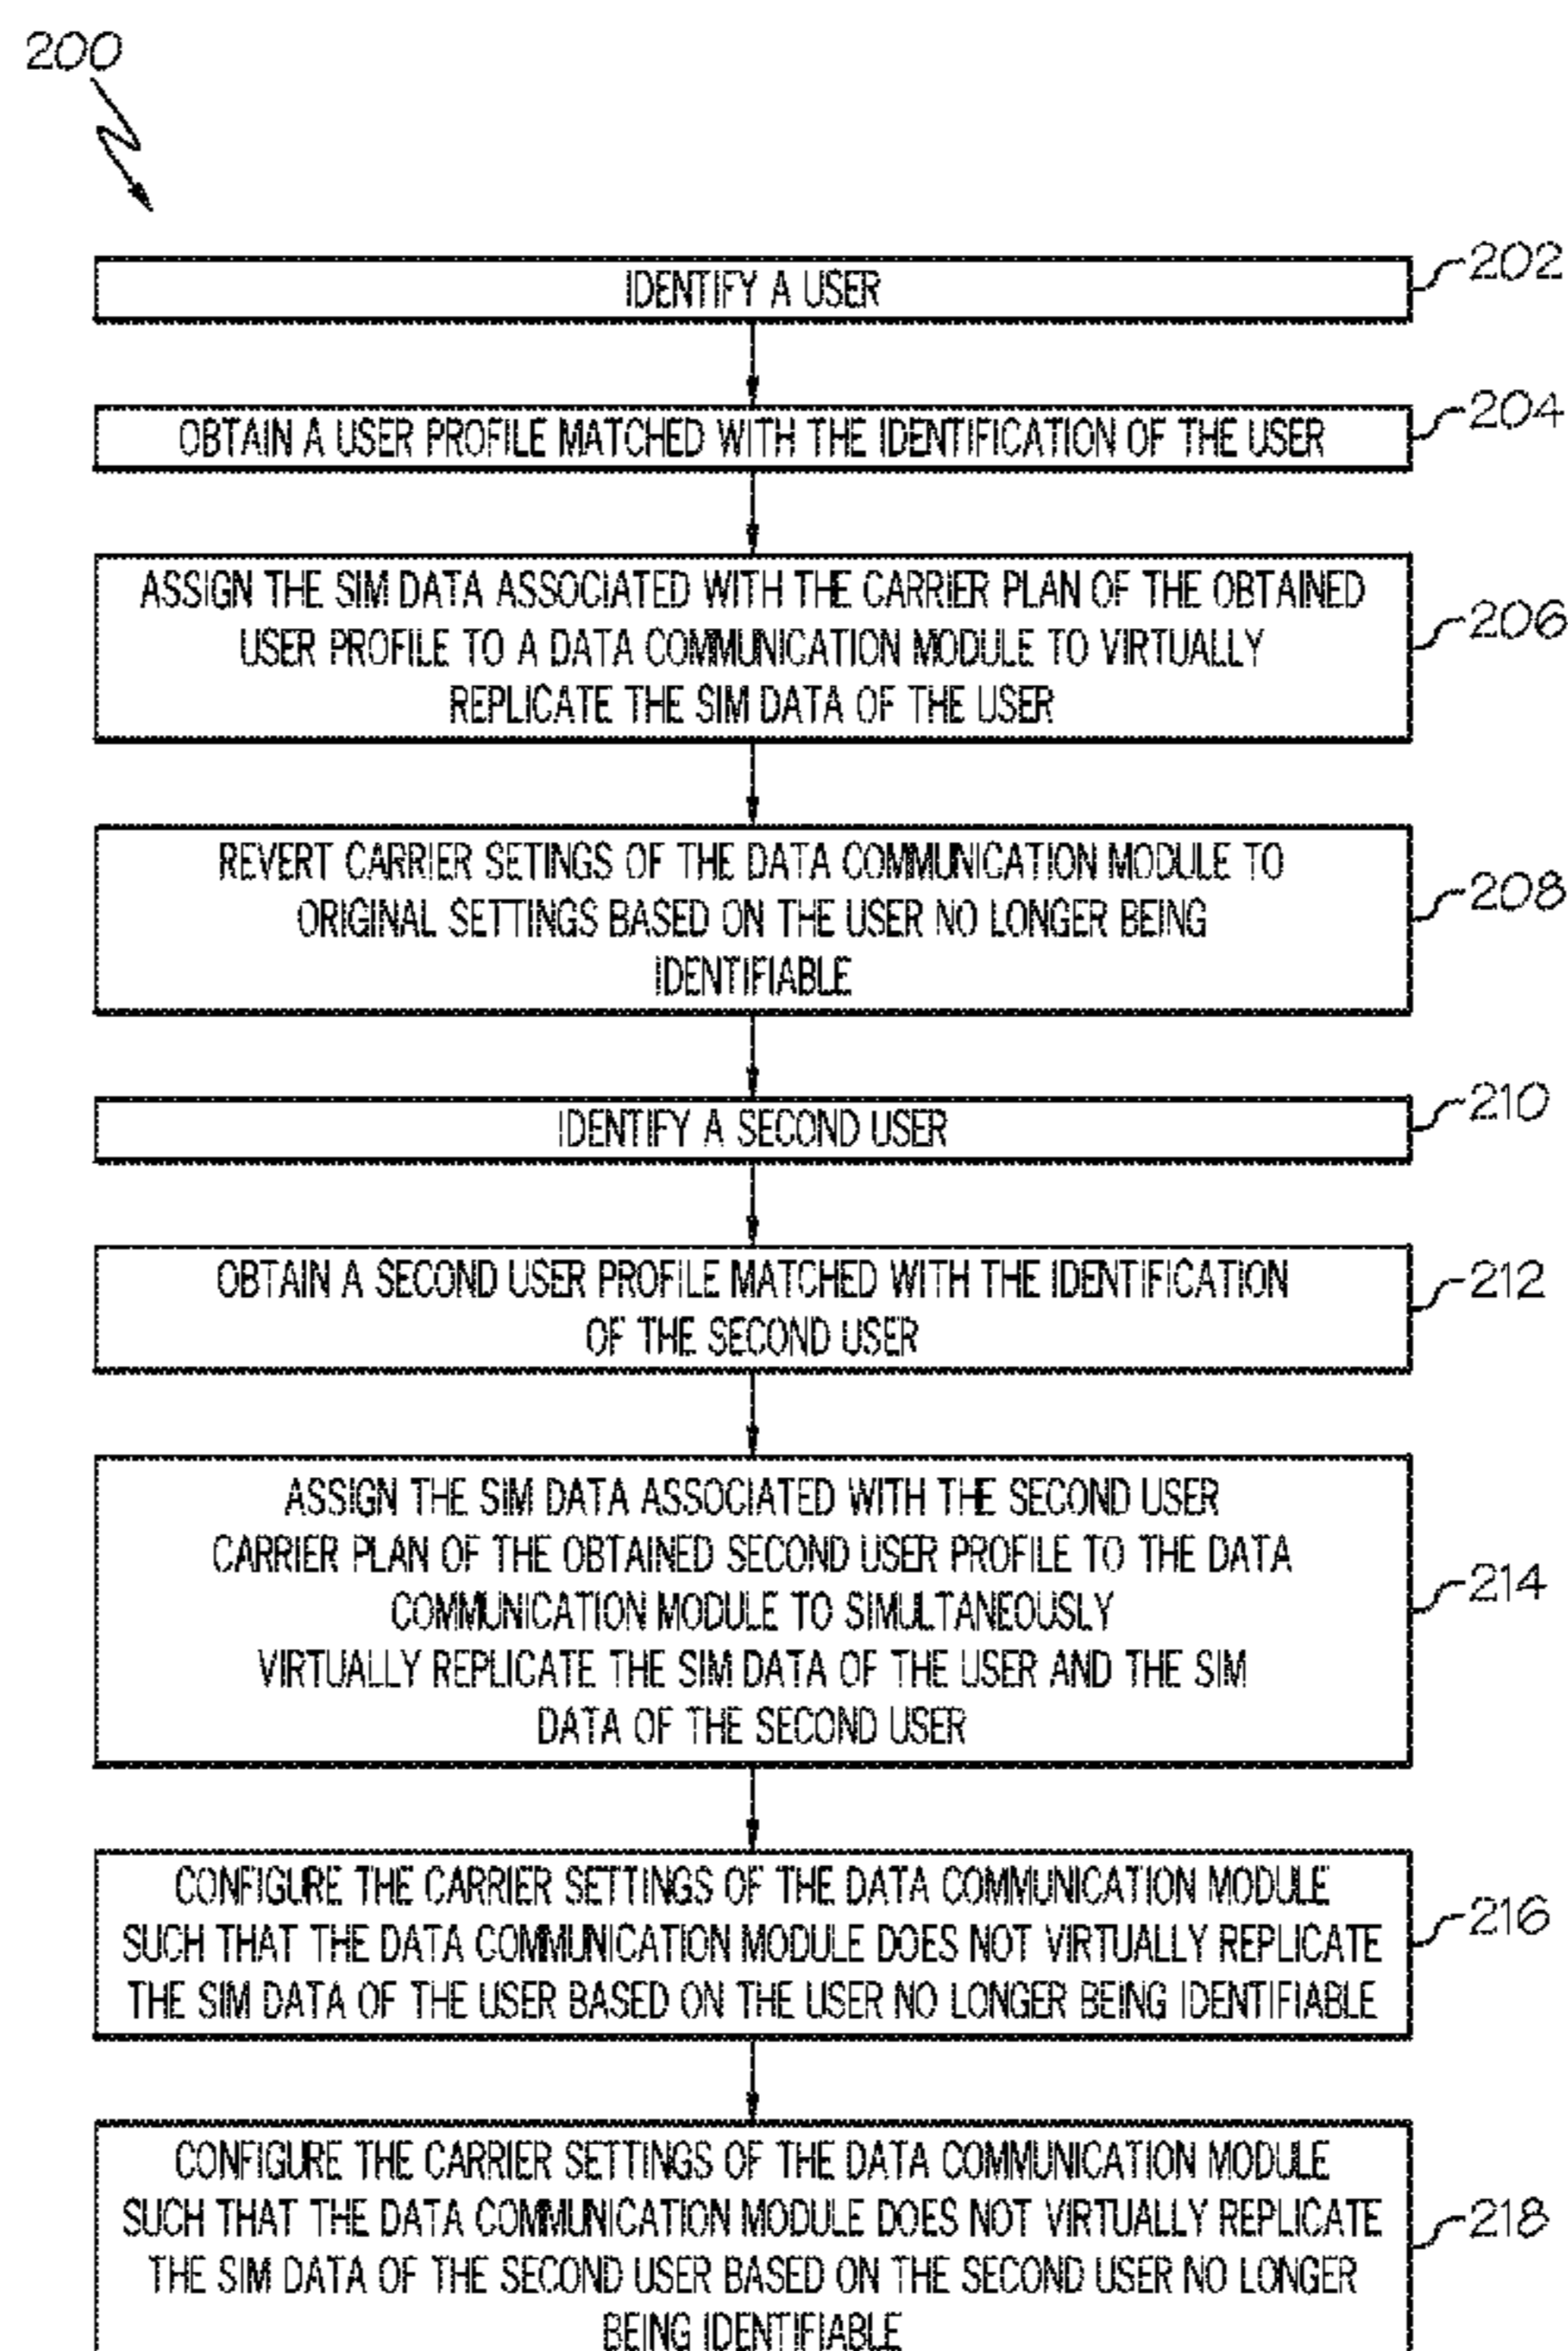 200
IDENTIFY A USER
202
OBTAIN A USER PROFILE MATCHED WITH THE IDENTIFICATION OF THE USER
204
ASSIGN THE SIM DATA ASSOCIATED WITH THE CARRIER PLAN OF THE OBTAINED
USER PROFILE TO A DATA COMMUNICATION MODULE TO VIRTUALLY
REPLICATE THE SIM DATA OF THE USER
206
REVERT CARRIER SETINGS OF THE DATA COMMUNICATION MODULE TO
ORIGINAL SETTINGS BASED ON THE USER NO LONGER BEING
IDENTIFIABLE
208
IDENTIFY A SECOND USER
210
OBTAIN A SECOND USER PROFILE MATCHED WITH THE IDENTIFICATION
OF THE SECOND USER
212
ASSIGN THE SIM DATA ASSOCIATED WITH THE SECOND USER
CARRIER PLAN OF THE OBTAINED SECOND USER PROFILE TO THE DATA
COMMUNICATION MODULE TO SIMULTANEOUSLY
VIRTUALLY REPLICATE THE SIM DATA OF THE USER AND THE SIM
DATA OF THE SECOND USER
214
CONFIGURE THE CARRIER SETTINGS OF THE DATA COMMUNICATION MODULE
SUCH THAT THE DATA COMMUNICATION MODULE DOES NOT VIRTUALLY REPLICATE
THE SIM DATA OF THE USER BASED ON THE USER NO LONGER BEING IDENTIFIABLE
216
CONFIGURE THE CARRIER SETTINGS OF THE DATA COMMUNICATION MODULE
SUCH THAT THE DATA COMMUNICATION MODULE DOES NOT VIRTUALLY REPLICATE
THE SIM DATA OF THE SECOND USER BASED ON THE SECOND USER NO LONGER
BEING IDENTIFIABLE
218